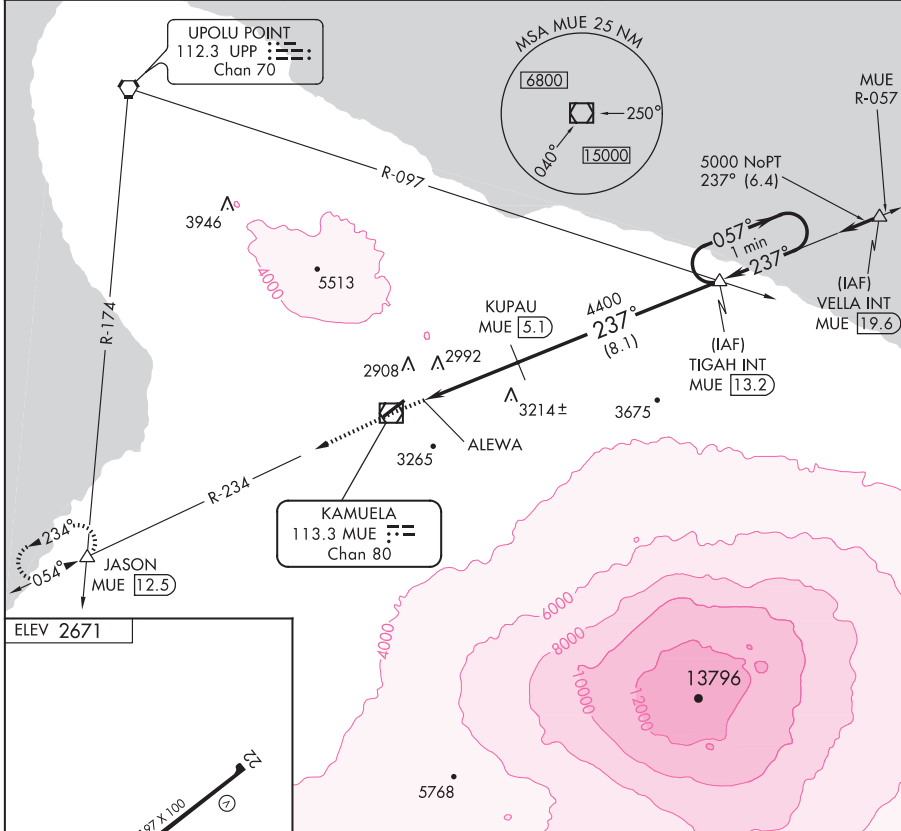 UPOLU POINT
112.3 UPP
Chan 70
MSA MUE 25 NM
6800
250°
040°
15000
MUE
R-057
5000 NoPT
237° (6.4)
R-097
3946
4000
5513
057°
1 min
237°
(IAF)
VELLA INT
MUE 19.6
KUPAU
MUE 5.1
4400
237°
(8.1)
(IAF)
TIGAH INT
MUE 13.2
R-174
2908
2992
3214±
3675
ALEWA
3265
R-234
KAMUELA
113.3 MUE
Chan 80
234°
054°
JASON
MUE 12.5
ELEV 2671
4000
6000
8000
10000
12000
13796
5768
22
97 X 100
V